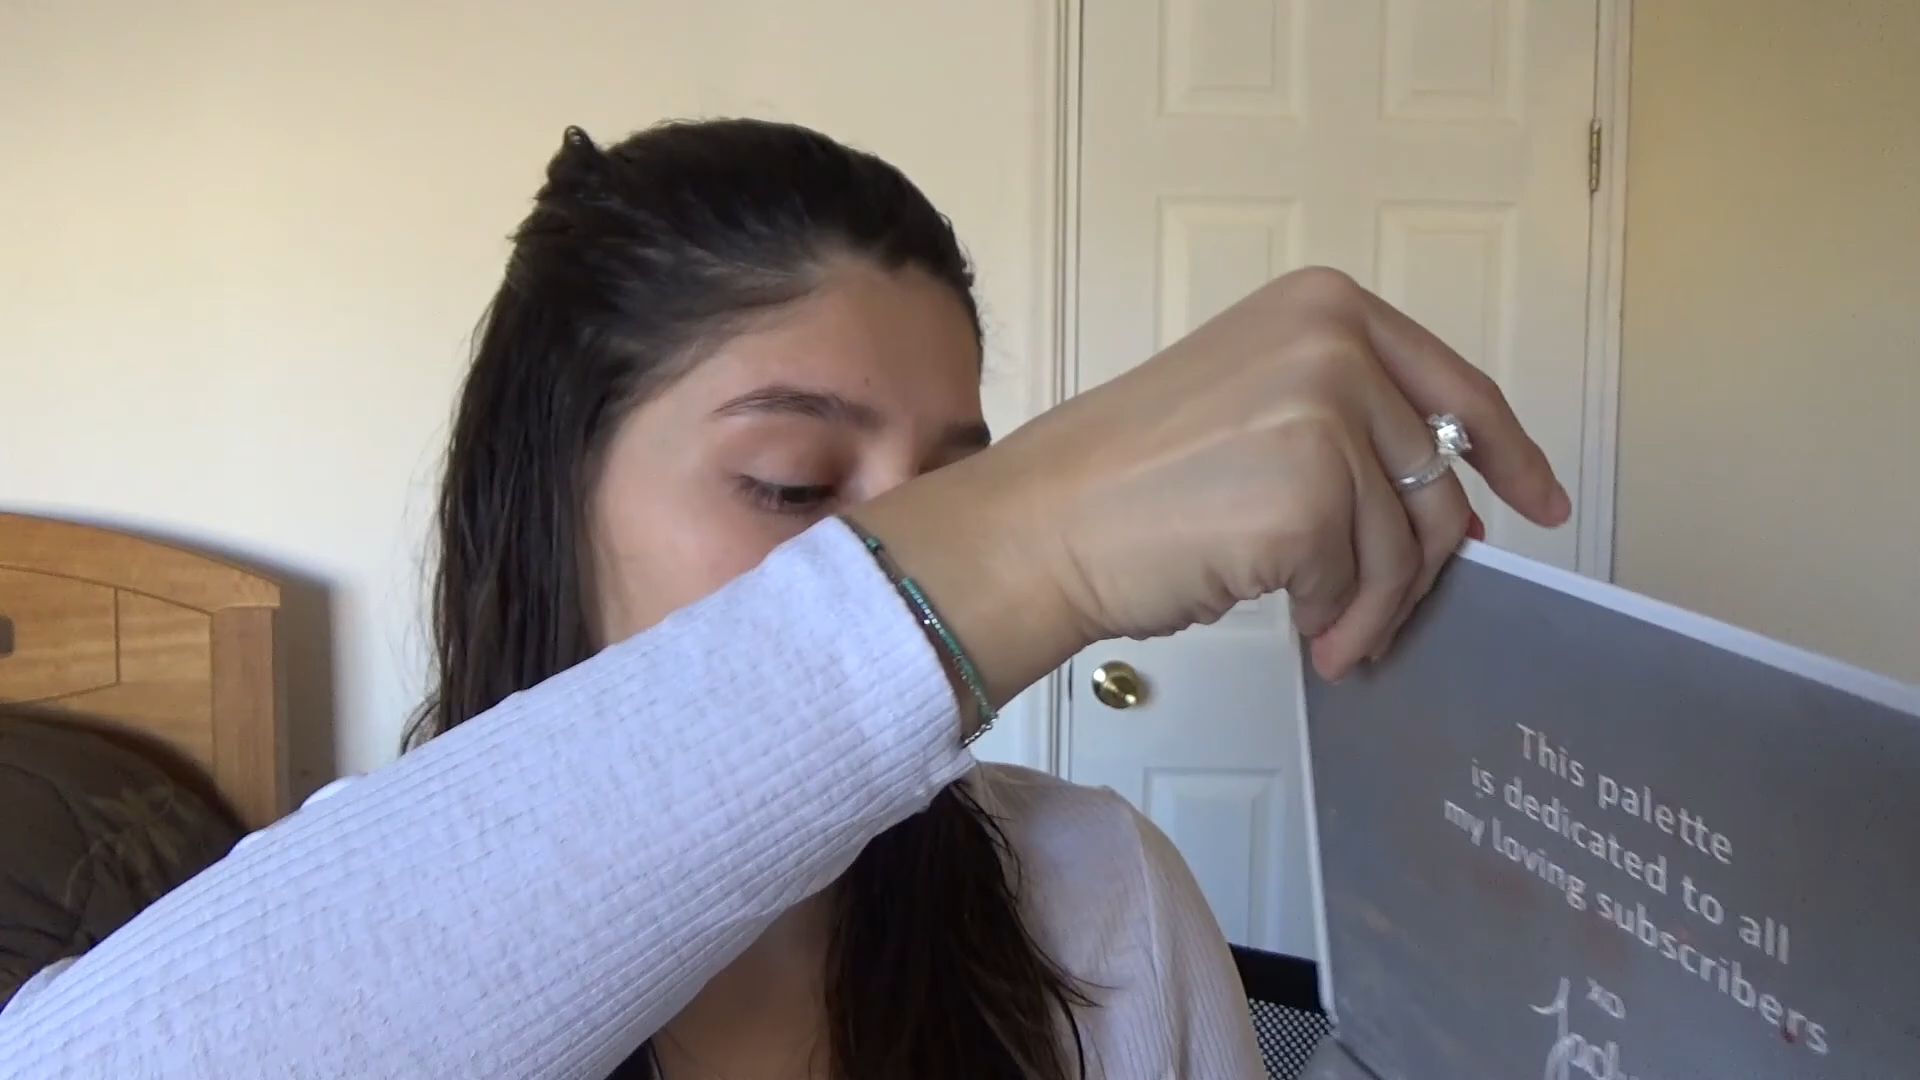 This palette
is dedicated to all
my loving subscribers
xo